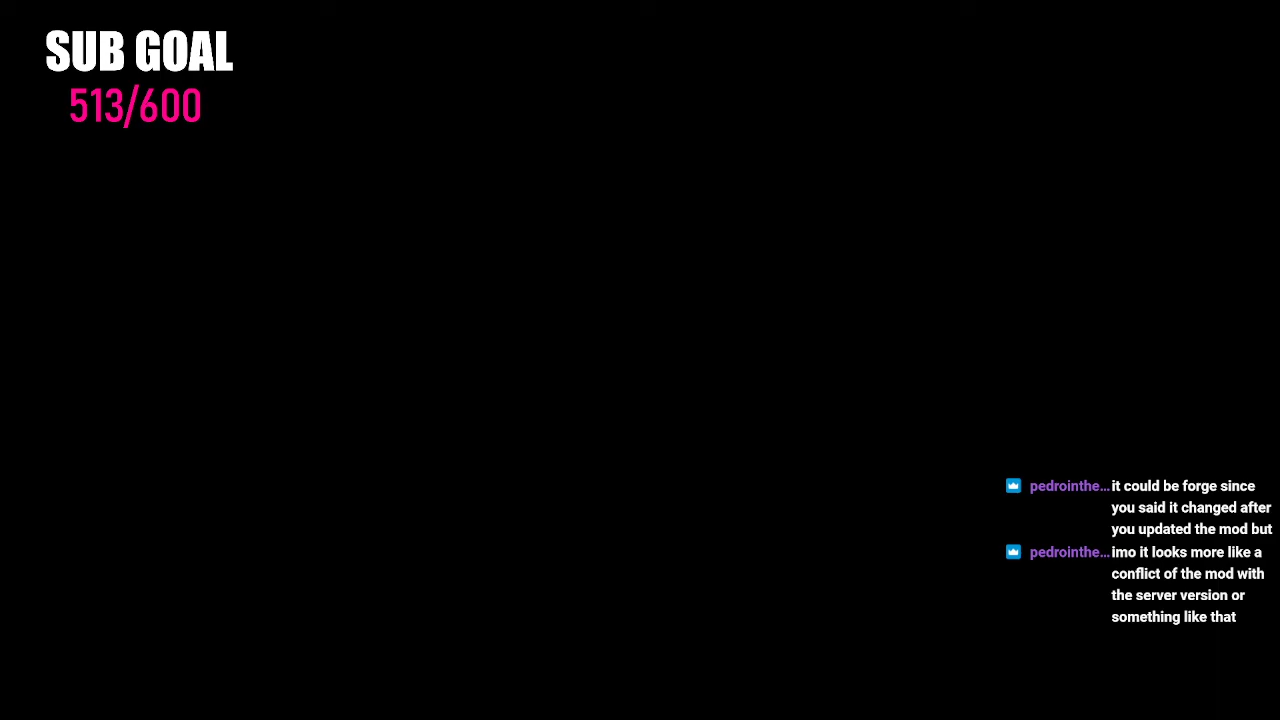 SUB GOAL
513/600
pedrointhe... it could be forge since
you said it changed after
you updated the mod but
pedrointhe... imo it looks more like a
conflict of the mod with
the server version or
something like that